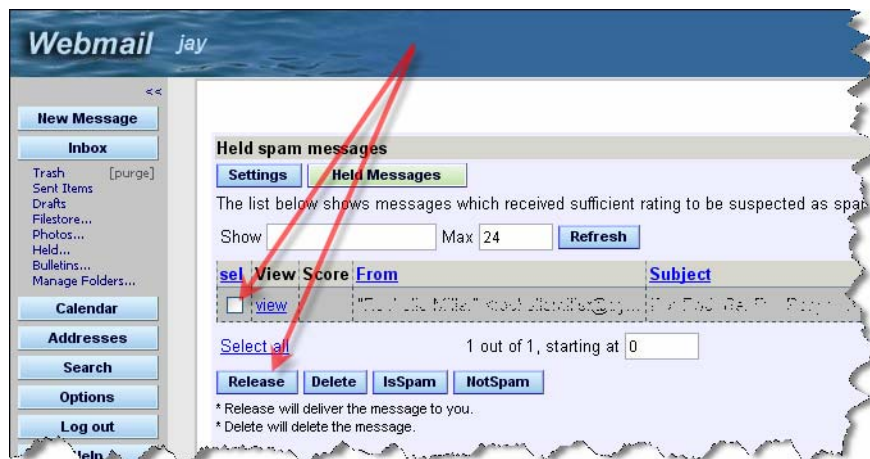 Webmail jay
<<
New Message
Inbox
Trash [purge]
Sent Items
Drafts
Filestore...
Photos...
Held...
Bulletins...
Manage Folders...
Calendar
Addresses
Search
Options
Log out
Help
Held spam messages
Settings Held Messages
The list below shows messages which received sufficient rating to be suspected as spa
Show Max 24 Refresh
sel View Score From Subject
view
Select all 1 out of 1, starting at 0
Release Delete IsSpam NotSpam
* Release will deliver the message to you.
* Delete will delete the message.